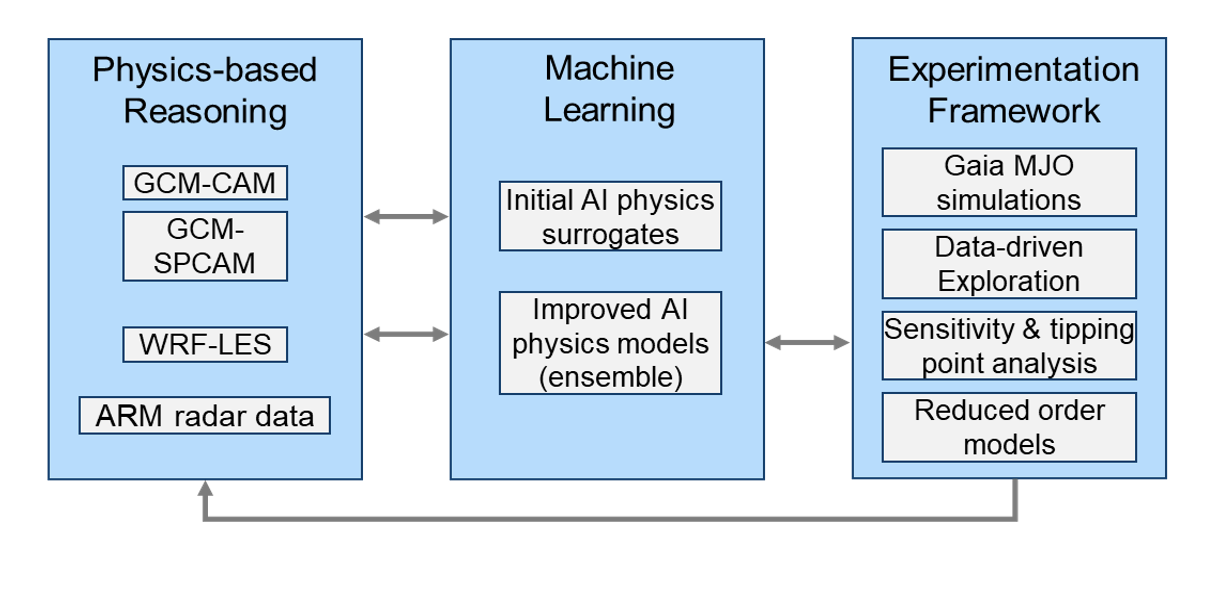 Physics-based
Reasoning
GCM-CAM
GCM-
SPCAM
WRF-LES
ARM radar data
Machine
Learning
Initial AI physics
surrogates
Improved AI
physics models
(ensemble)
Experimentation
Framework
Gaia MJO
simulations
Data-driven
Exploration
Sensitivity & tipping
point analysis
Reduced order
models